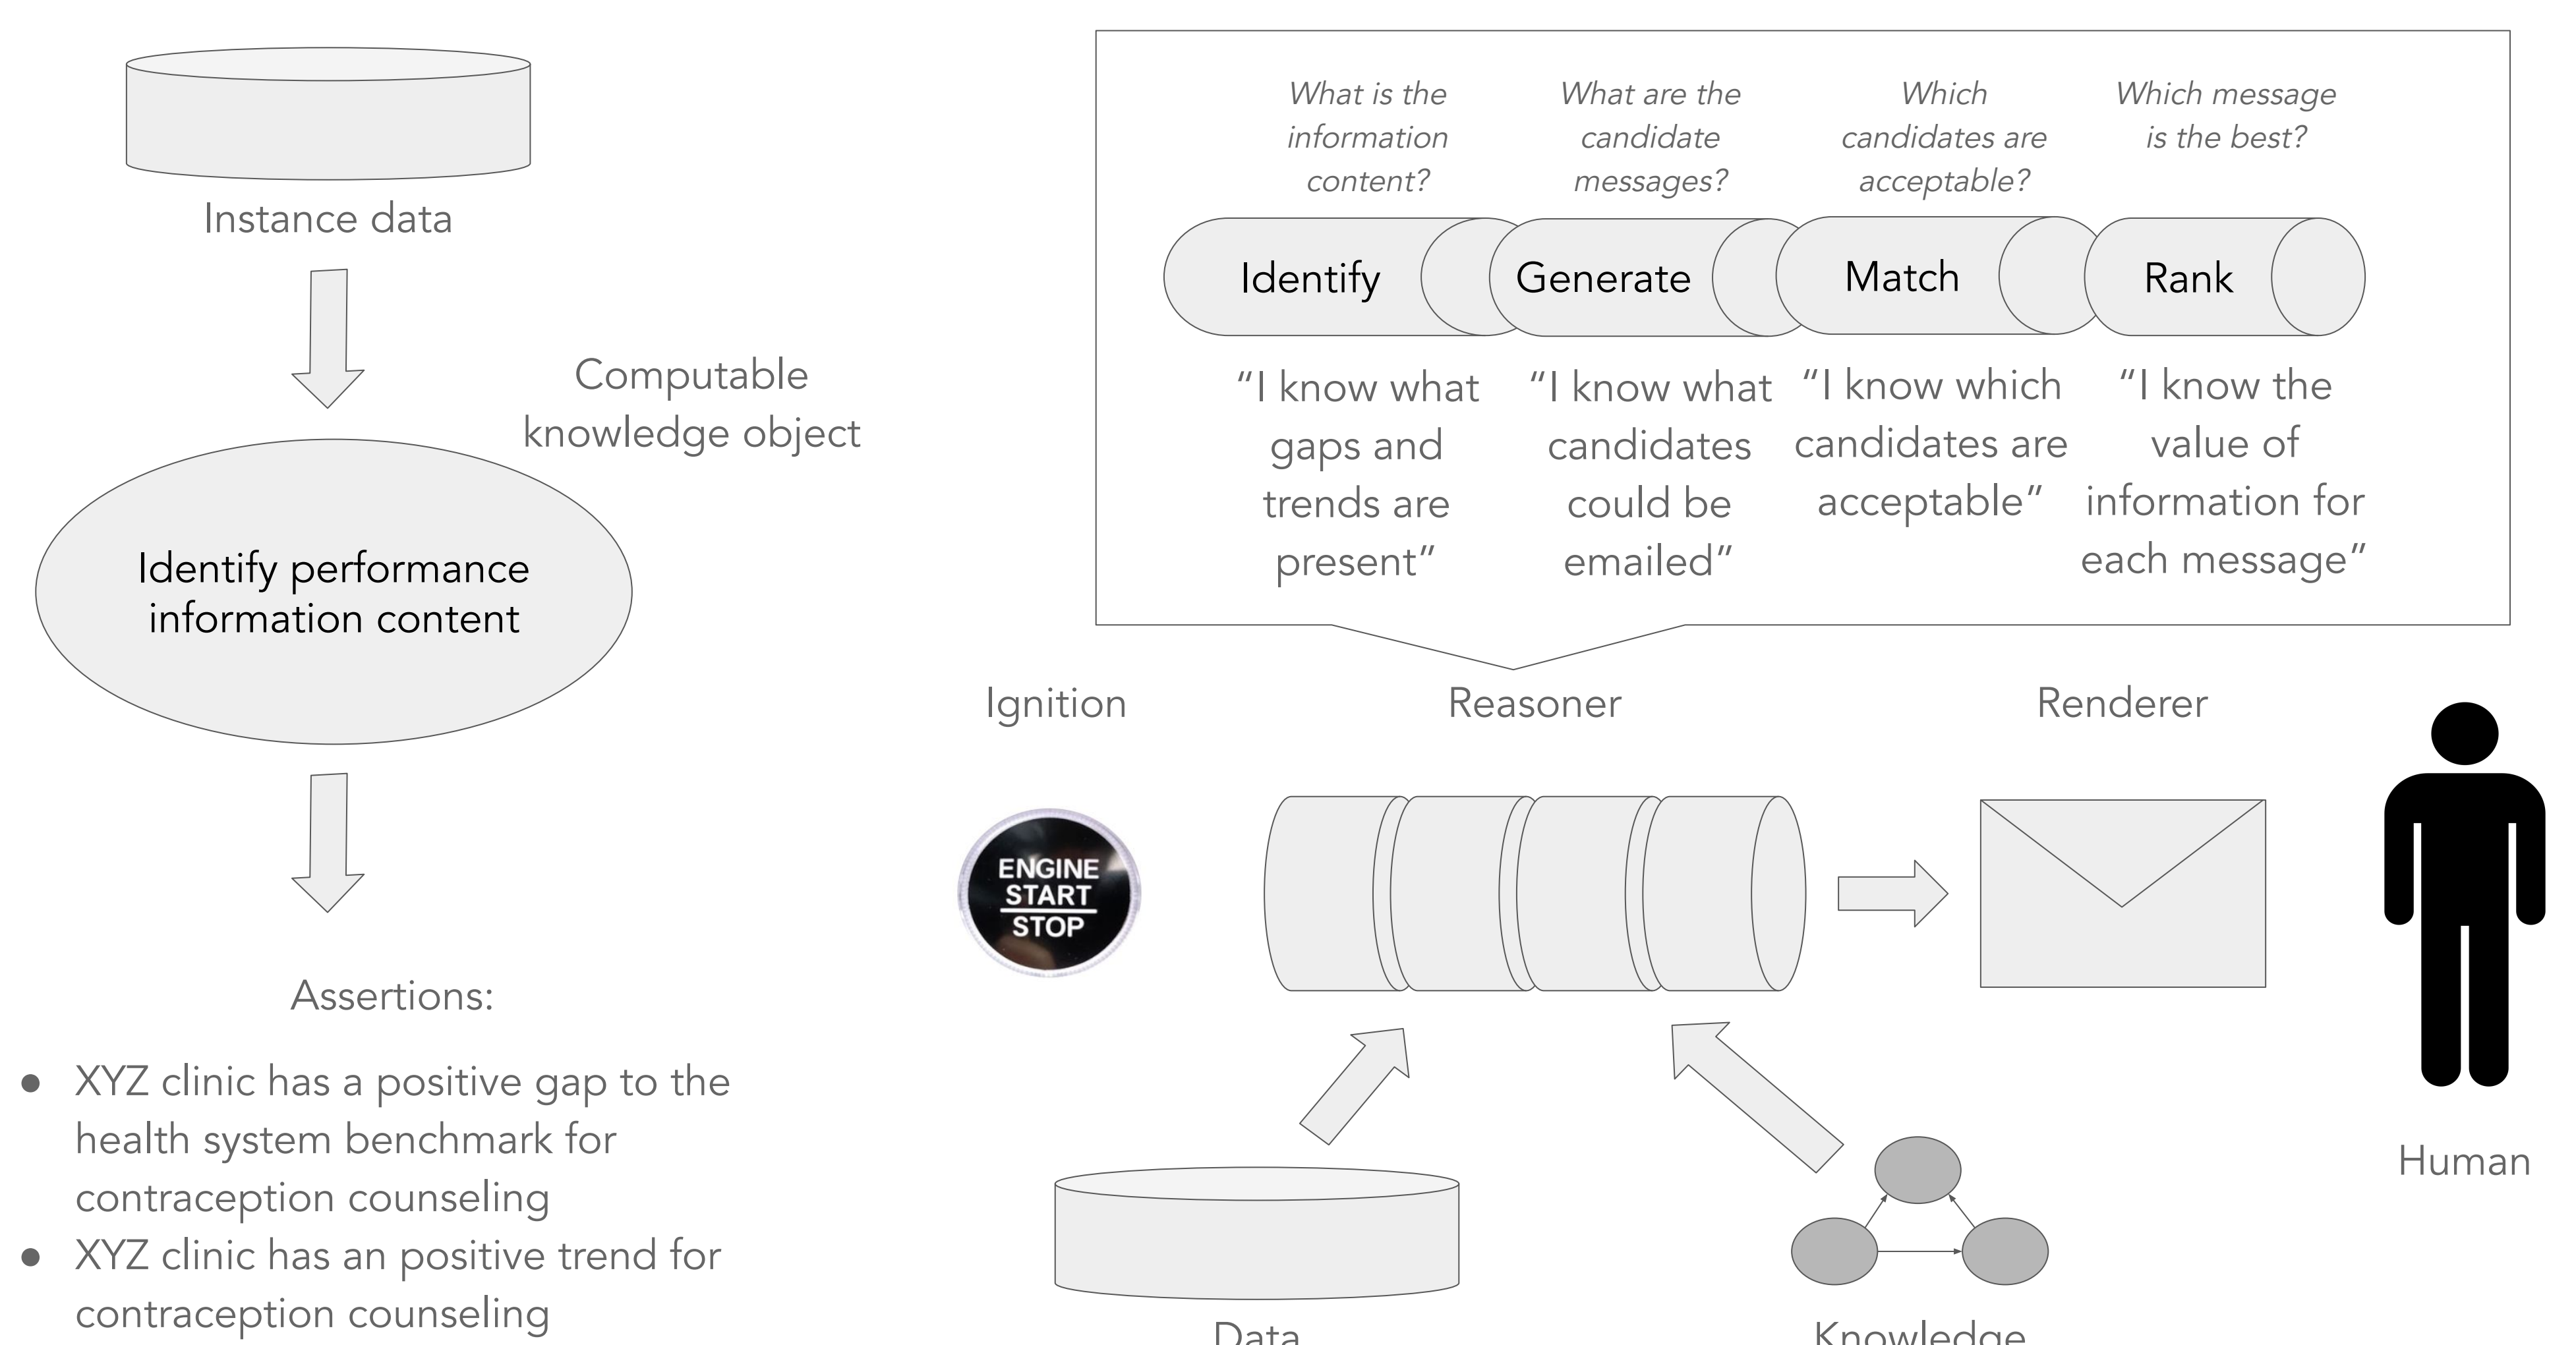 Instance data
Computable
knowledge object
Identify performance
information content
Assertions:
● XYZ clinic has a positive gap to the
health system benchmark for
contraception counseling
● XYZ clinic has an positive trend for
contraception counseling
What is the
information
content?
What are the
candidate
messages?
Which
candidates are
acceptable?
Which message
is the best?
Identify
Generate
Match
Rank
“I know what
gaps and
trends are
present”
“I know what
candidates
could be
emailed”
“I know which
candidates are
acceptable”
“I know the
value of
information for
each message”
Ignition
Reasoner
Renderer
ENGINE
START
STOP
Human
Data
Knowledge